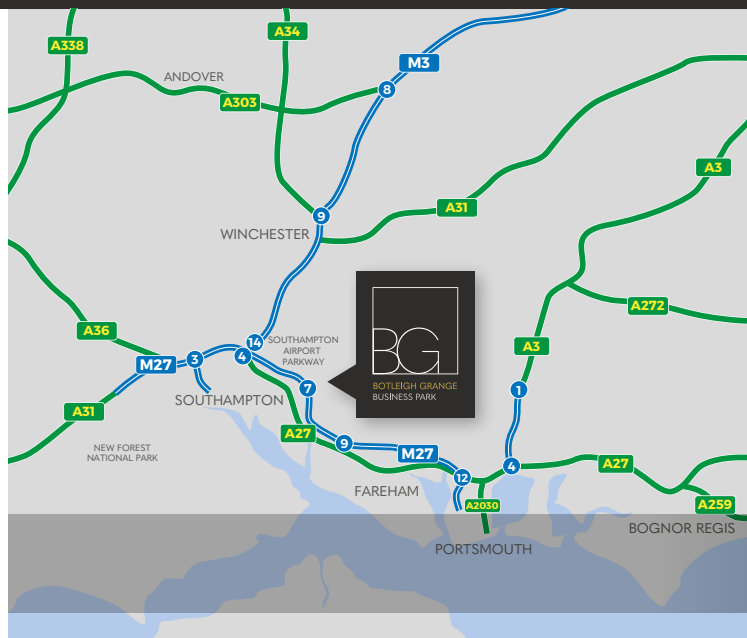 A338
A34
M3
ANDOVER
8
A303
A3
A31
9
WINCHESTER
A272
A36
14
SOUTHAMPTON
AIRPORT
PARKWAY
BG
BOTLEIGH GRANGE
BUSINESS PARK
A3
M27
3
4
7
1
SOUTHAMPTON
A31
A27
9
M27
NEW FOREST
NATIONAL PARK
4
A27
12
FAREHAM
A2030
A259
BOGNOR REGIS
PORTSMOUTH